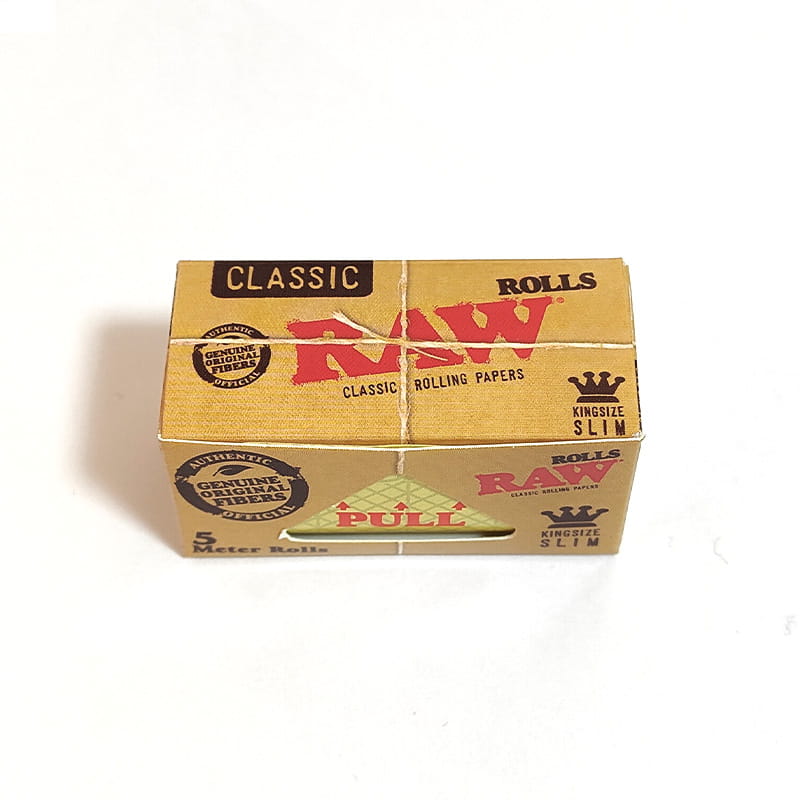 CLASSIC
ROLLS
RAW®
CLASSIC ROLLING PAPERS
AUTHENTIC
GENUINE
ORIGINAL
FIBERS
OFFICIAL
KINGSIZE
SLIM
AUTHENTIC
GENUINE
ORIGINAL
FIBERS
OFFICIAL
5
Meter Rolls
PULL
ROLLS
RAW
CLASSIC ROLLING PAPERS
KINGSIZE
SLIM